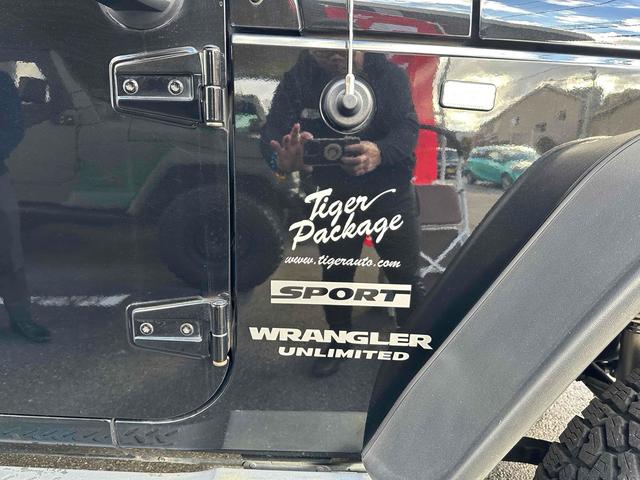 Tiger
Package
www.tigerauto.com
SPORT
WRANGLER
UNLIMITED